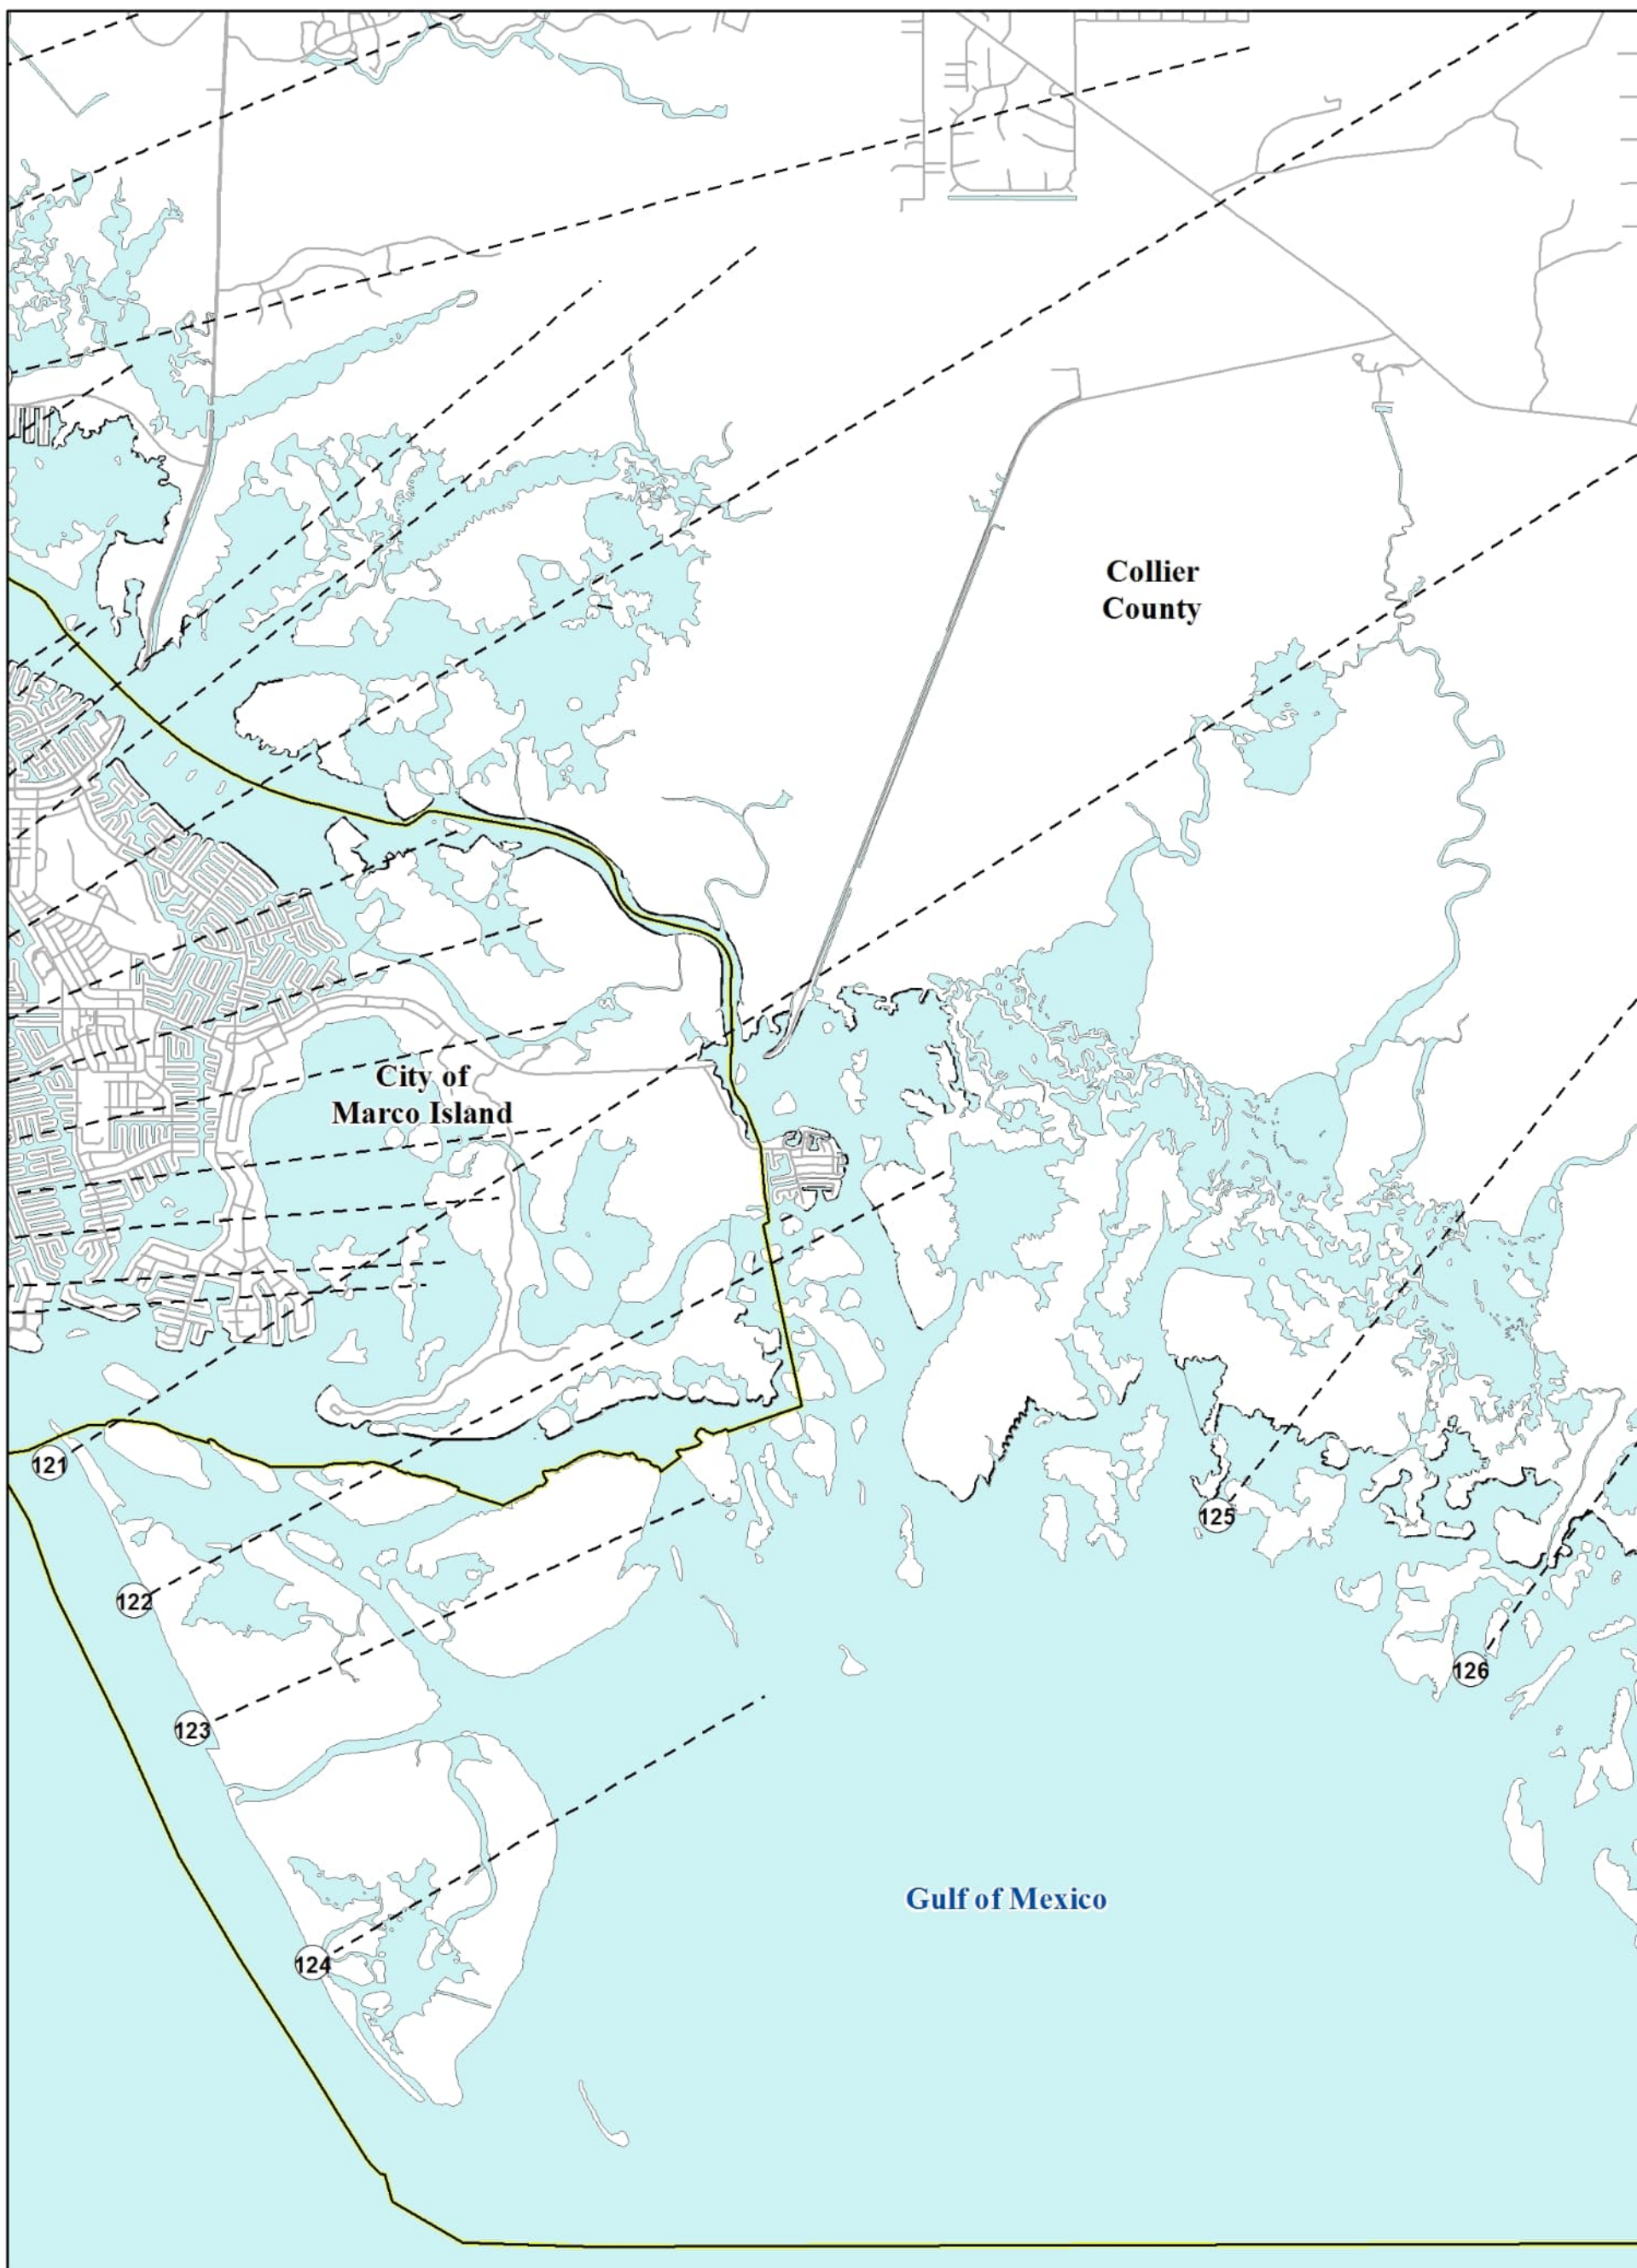 Collier
County
City of
Marco Island
121
125
122
126
123
Gulf of Mexico
124